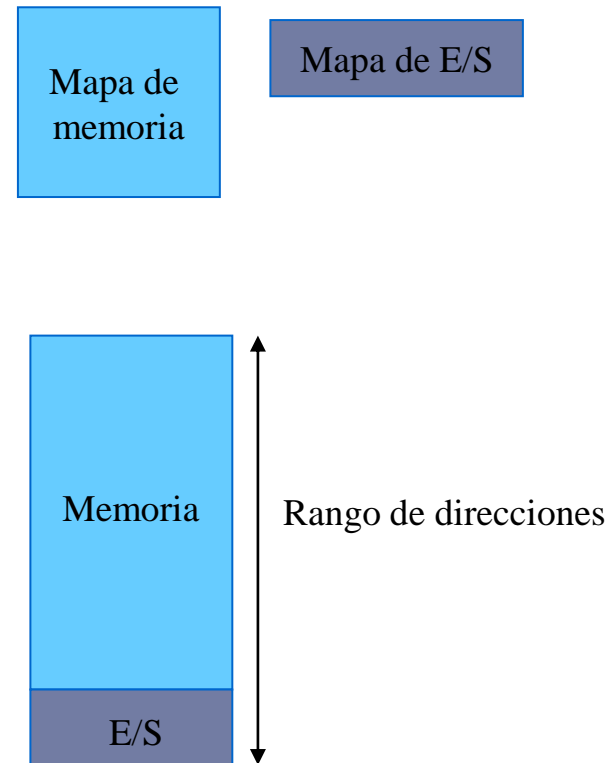 Mapa de
memoria
Mapa de E/S
Memoria
Rango de direcciones
E/S